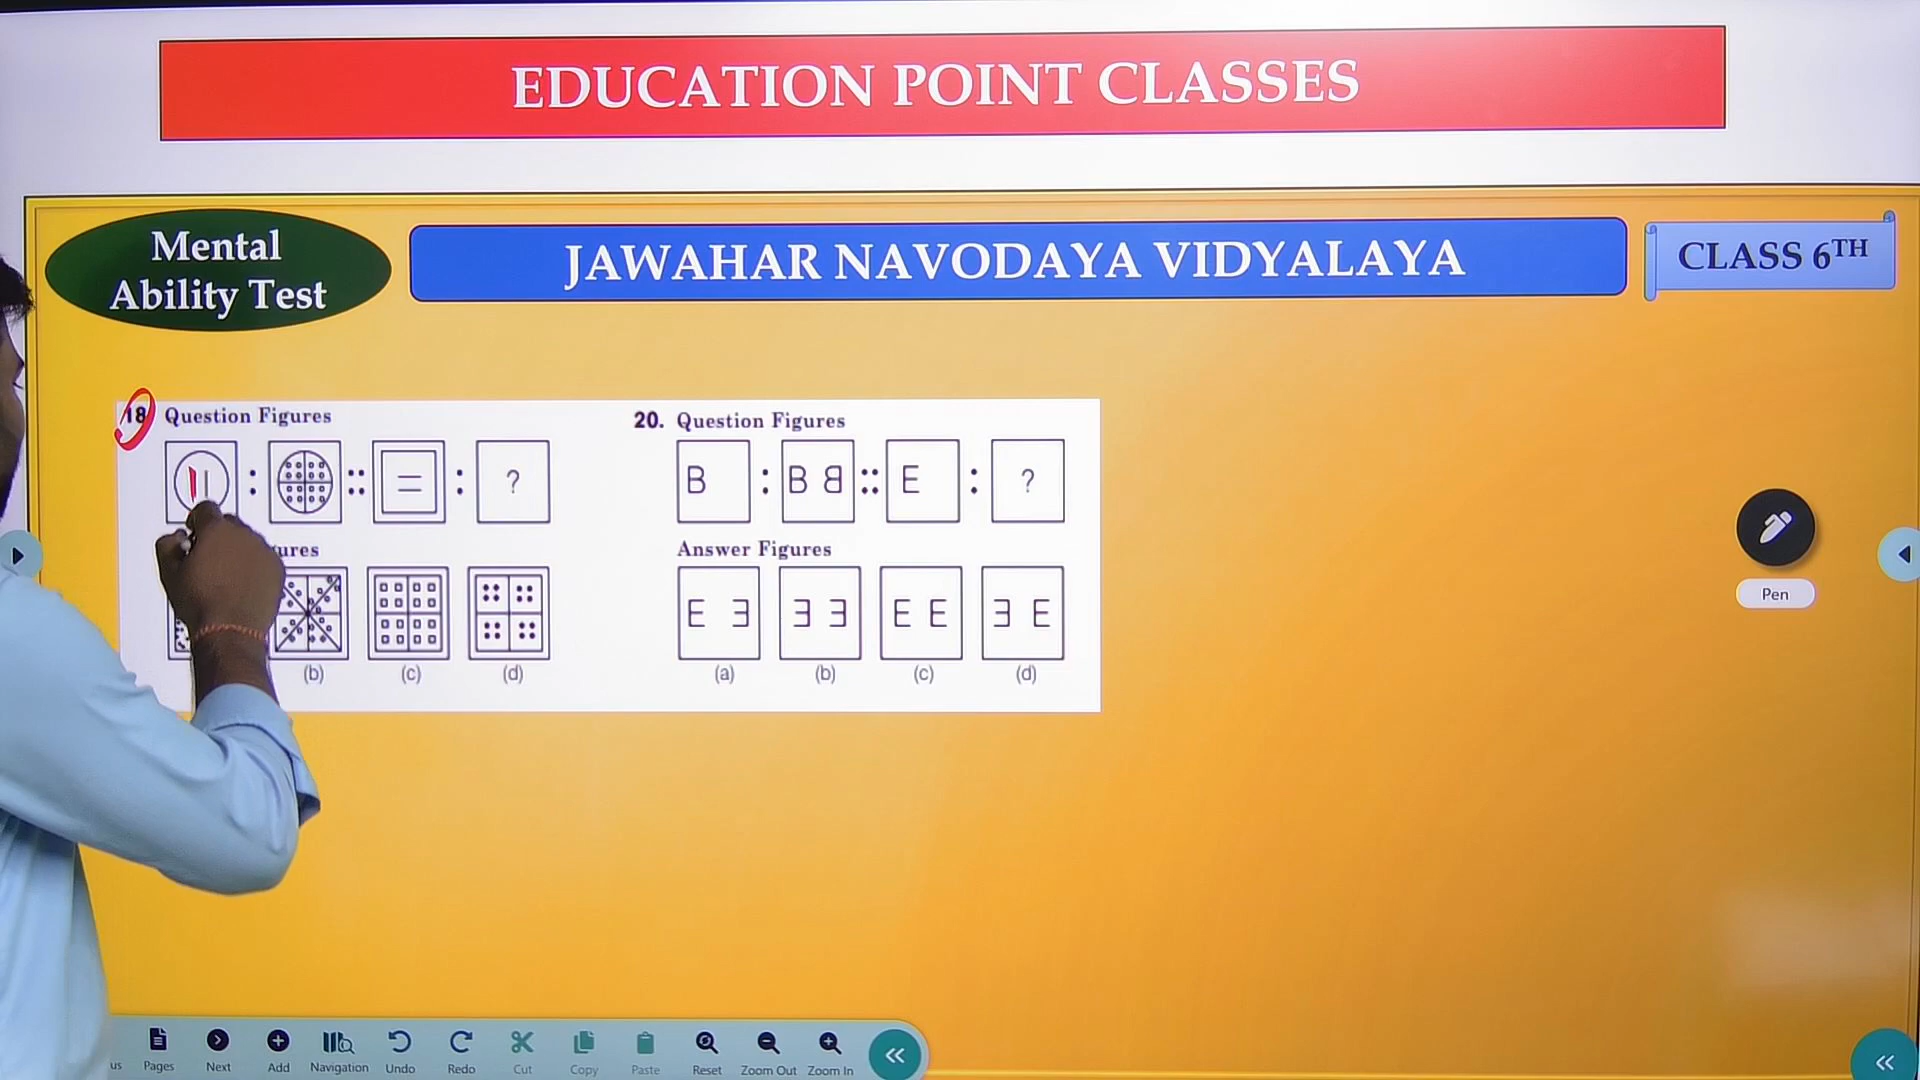 EDUCATION POINT CLASSES
Mental
Ability Test
JAWAHAR NAVODAYA VIDYALAYA
CLASS 6TH
18 Question Figures
: :: : ?
ures
(b) (c) (d)
20. Question Figures
B : B B :: E : ?
Answer Figures
E Ǝ Ǝ Ǝ E E Ǝ E
(a) (b) (c) (d)
Pen
us Pages Next Add Navigation Undo Redo Cut Copy Paste Reset Zoom Out Zoom In